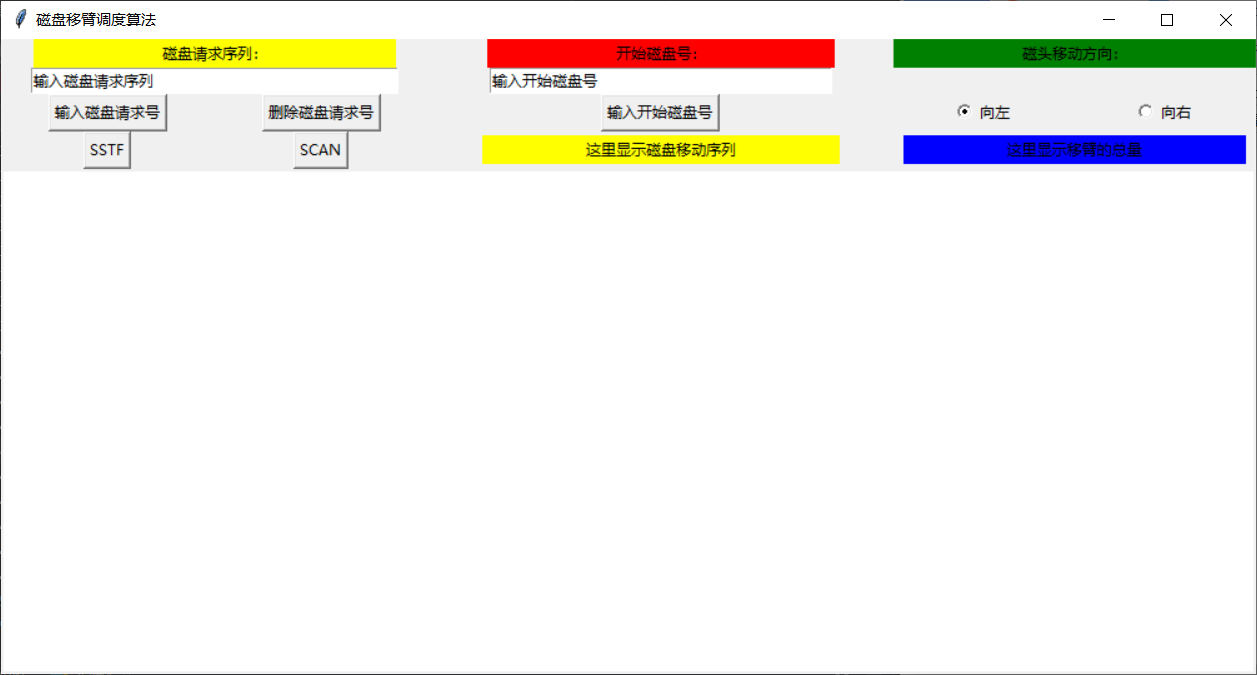 磁盘移臂调度算法
磁盘请求序列:
开始磁盘号:
磁头移动方向:
输入磁盘请求序列
输入开始磁盘号
输入磁盘请求号
删除磁盘请求号
输入开始磁盘号
向左
向右
SSTF
SCAN
这里显示磁盘移动序列
这里显示移臂的总量